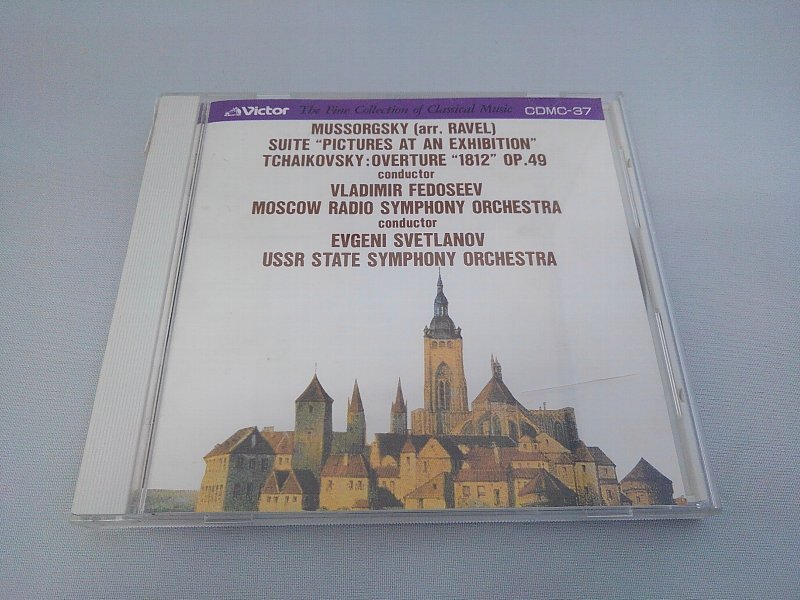 Victor The Fine Collection of Classical Music CDMC-37
MUSSORGSKY (arr. RAVEL)
SUITE "PICTURES AT AN EXHIBITION"
TCHAIKOVSKY: OVERTURE "1812" OP.49
conductor
VLADIMIR FEDOSEEV
MOSCOW RADIO SYMPHONY ORCHESTRA
conductor
EVGENI SVETLANOV
USSR STATE SYMPHONY ORCHESTRA